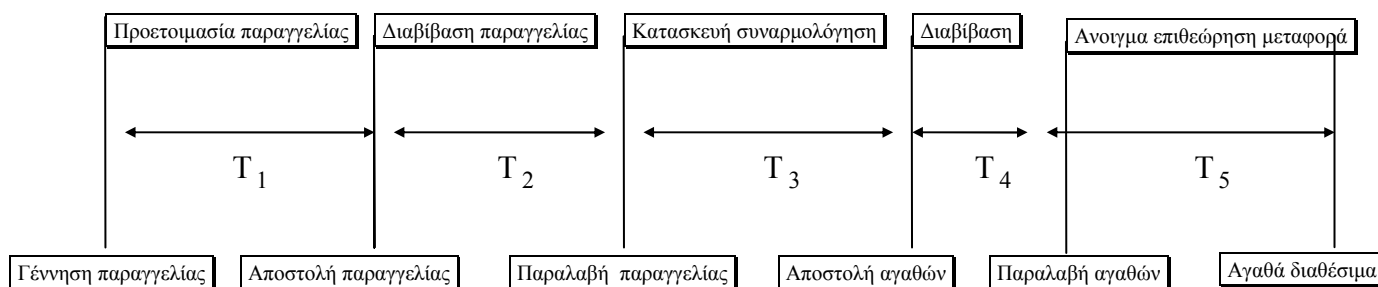 Προετοιμασία παραγγελίας Διαβίβαση παραγγελίας Κατασκευή συναρμολόγηση Διαβίβαση Ανοιγμα επιθεώρηση μεταφορά
T 1 T 2 T 3 T 4 T 5
Γέννηση παραγγελίας Αποστολή παραγγελίας Παραλαβή παραγγελίας Αποστολή αγαθών Παραλαβή αγαθών Αγαθά διαθέσιμα